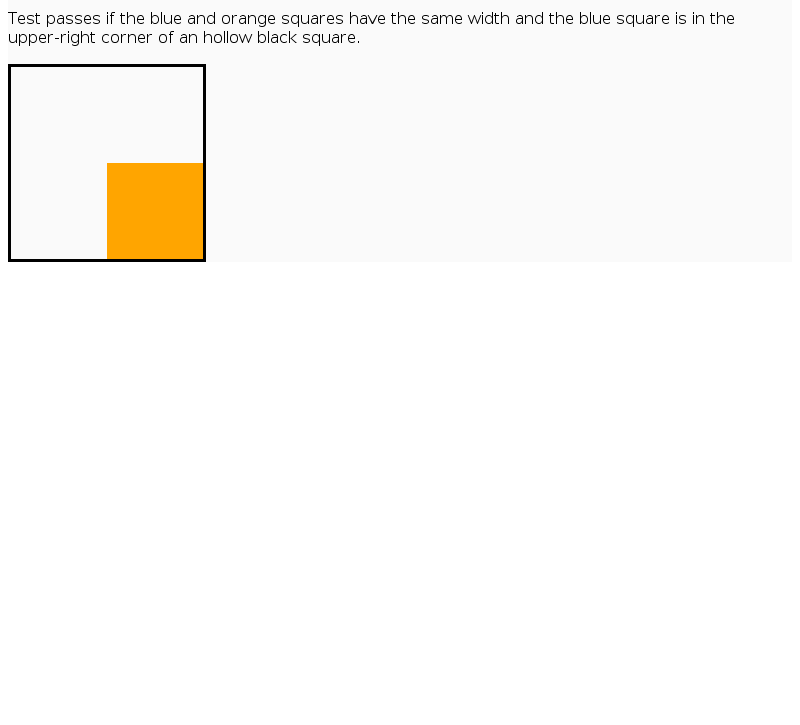 Test passes if the blue and orange squares have the same width and the blue square is in the
upper-right corner of an hollow black square.